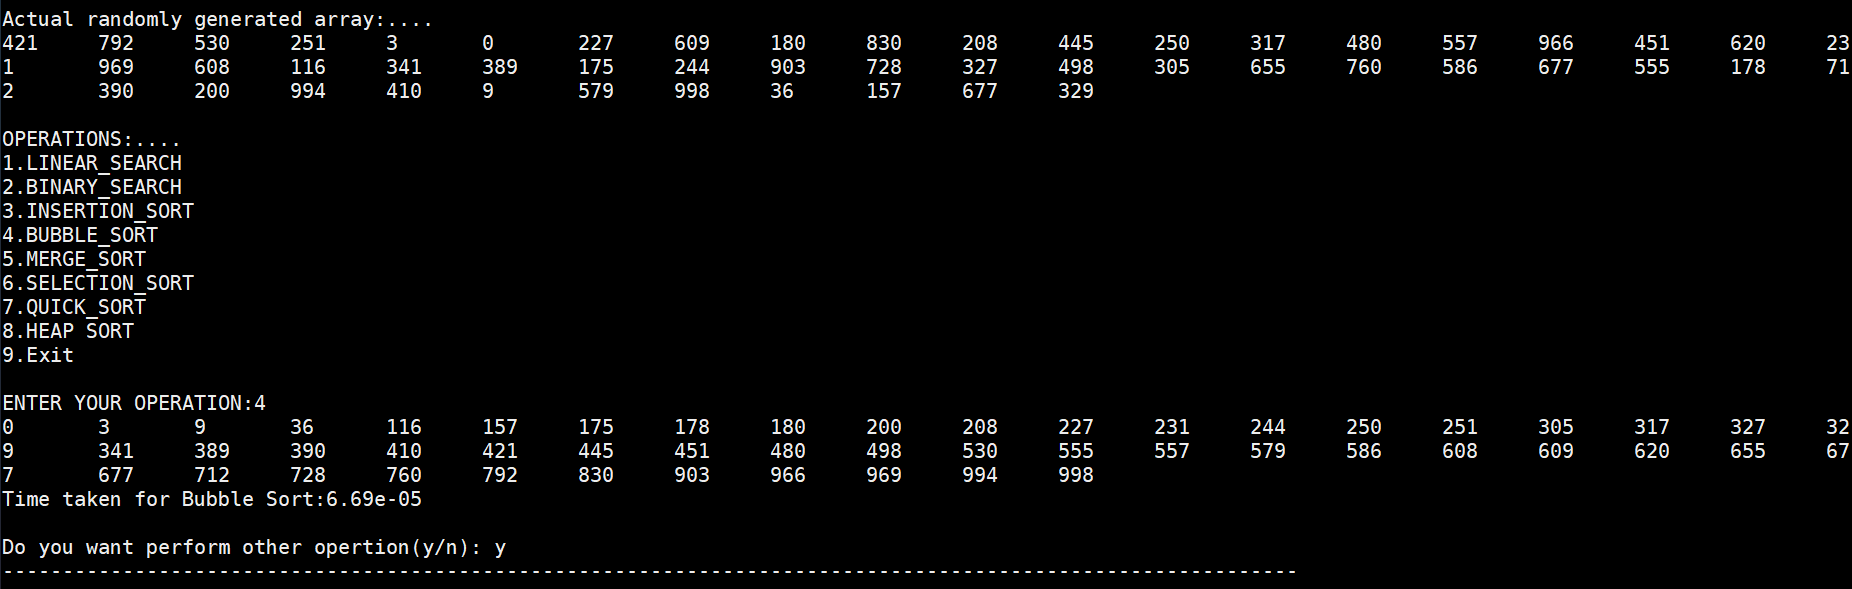 Actual randomly generated array:....
421 792 530 251 3 0 227 609 180 830 208 445 250 317 480 557 966 451 620 23
1 969 608 116 341 389 175 244 903 728 327 498 305 655 760 586 677 555 178 71
2 390 200 994 410 9 579 998 36 157 677 329
OPERATIONS:....
1.LINEAR_SEARCH
2.BINARY_SEARCH
3.INSERTION_SORT
4.BUBBLE_SORT
5.MERGE_SORT
6.SELECTION_SORT
7.QUICK_SORT
8.HEAP SORT
9.Exit
ENTER YOUR OPERATION:4
0 3 9 36 116 157 175 178 180 200 208 227 231 244 250 251 305 317 327 32
9 341 389 390 410 421 445 451 480 498 530 555 557 579 586 608 609 620 655 67
7 677 712 728 760 792 830 903 966 969 994 998
Time taken for Bubble Sort:6.69e-05
Do you want perform other opertion(y/n): y
------------------------------------------------------------------------------------------------------------